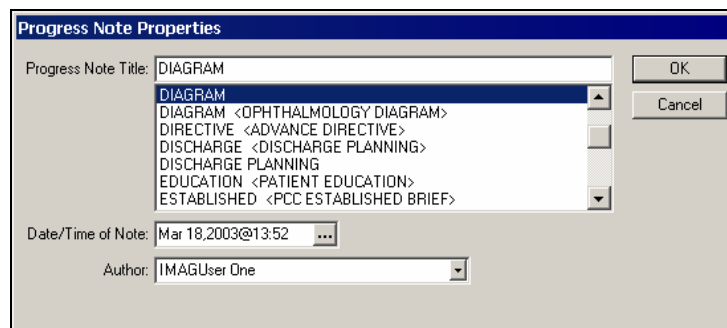 Progress Note Properties
Progress Note Title: DIAGRAM
OK
DIAGRAM
Cancel
DIAGRAM <OPHTHALMOLOGY DIAGRAM>
DIRECTIVE <ADVANCE DIRECTIVE>
DISCHARGE <DISCHARGE PLANNING>
DISCHARGE PLANNING
EDUCATION <PATIENT EDUCATION>
ESTABLISHED <PCC ESTABLISHED BRIEF>
Date/Time of Note: Mar 18,2003@13:52 ...
Author: IMAGUser One